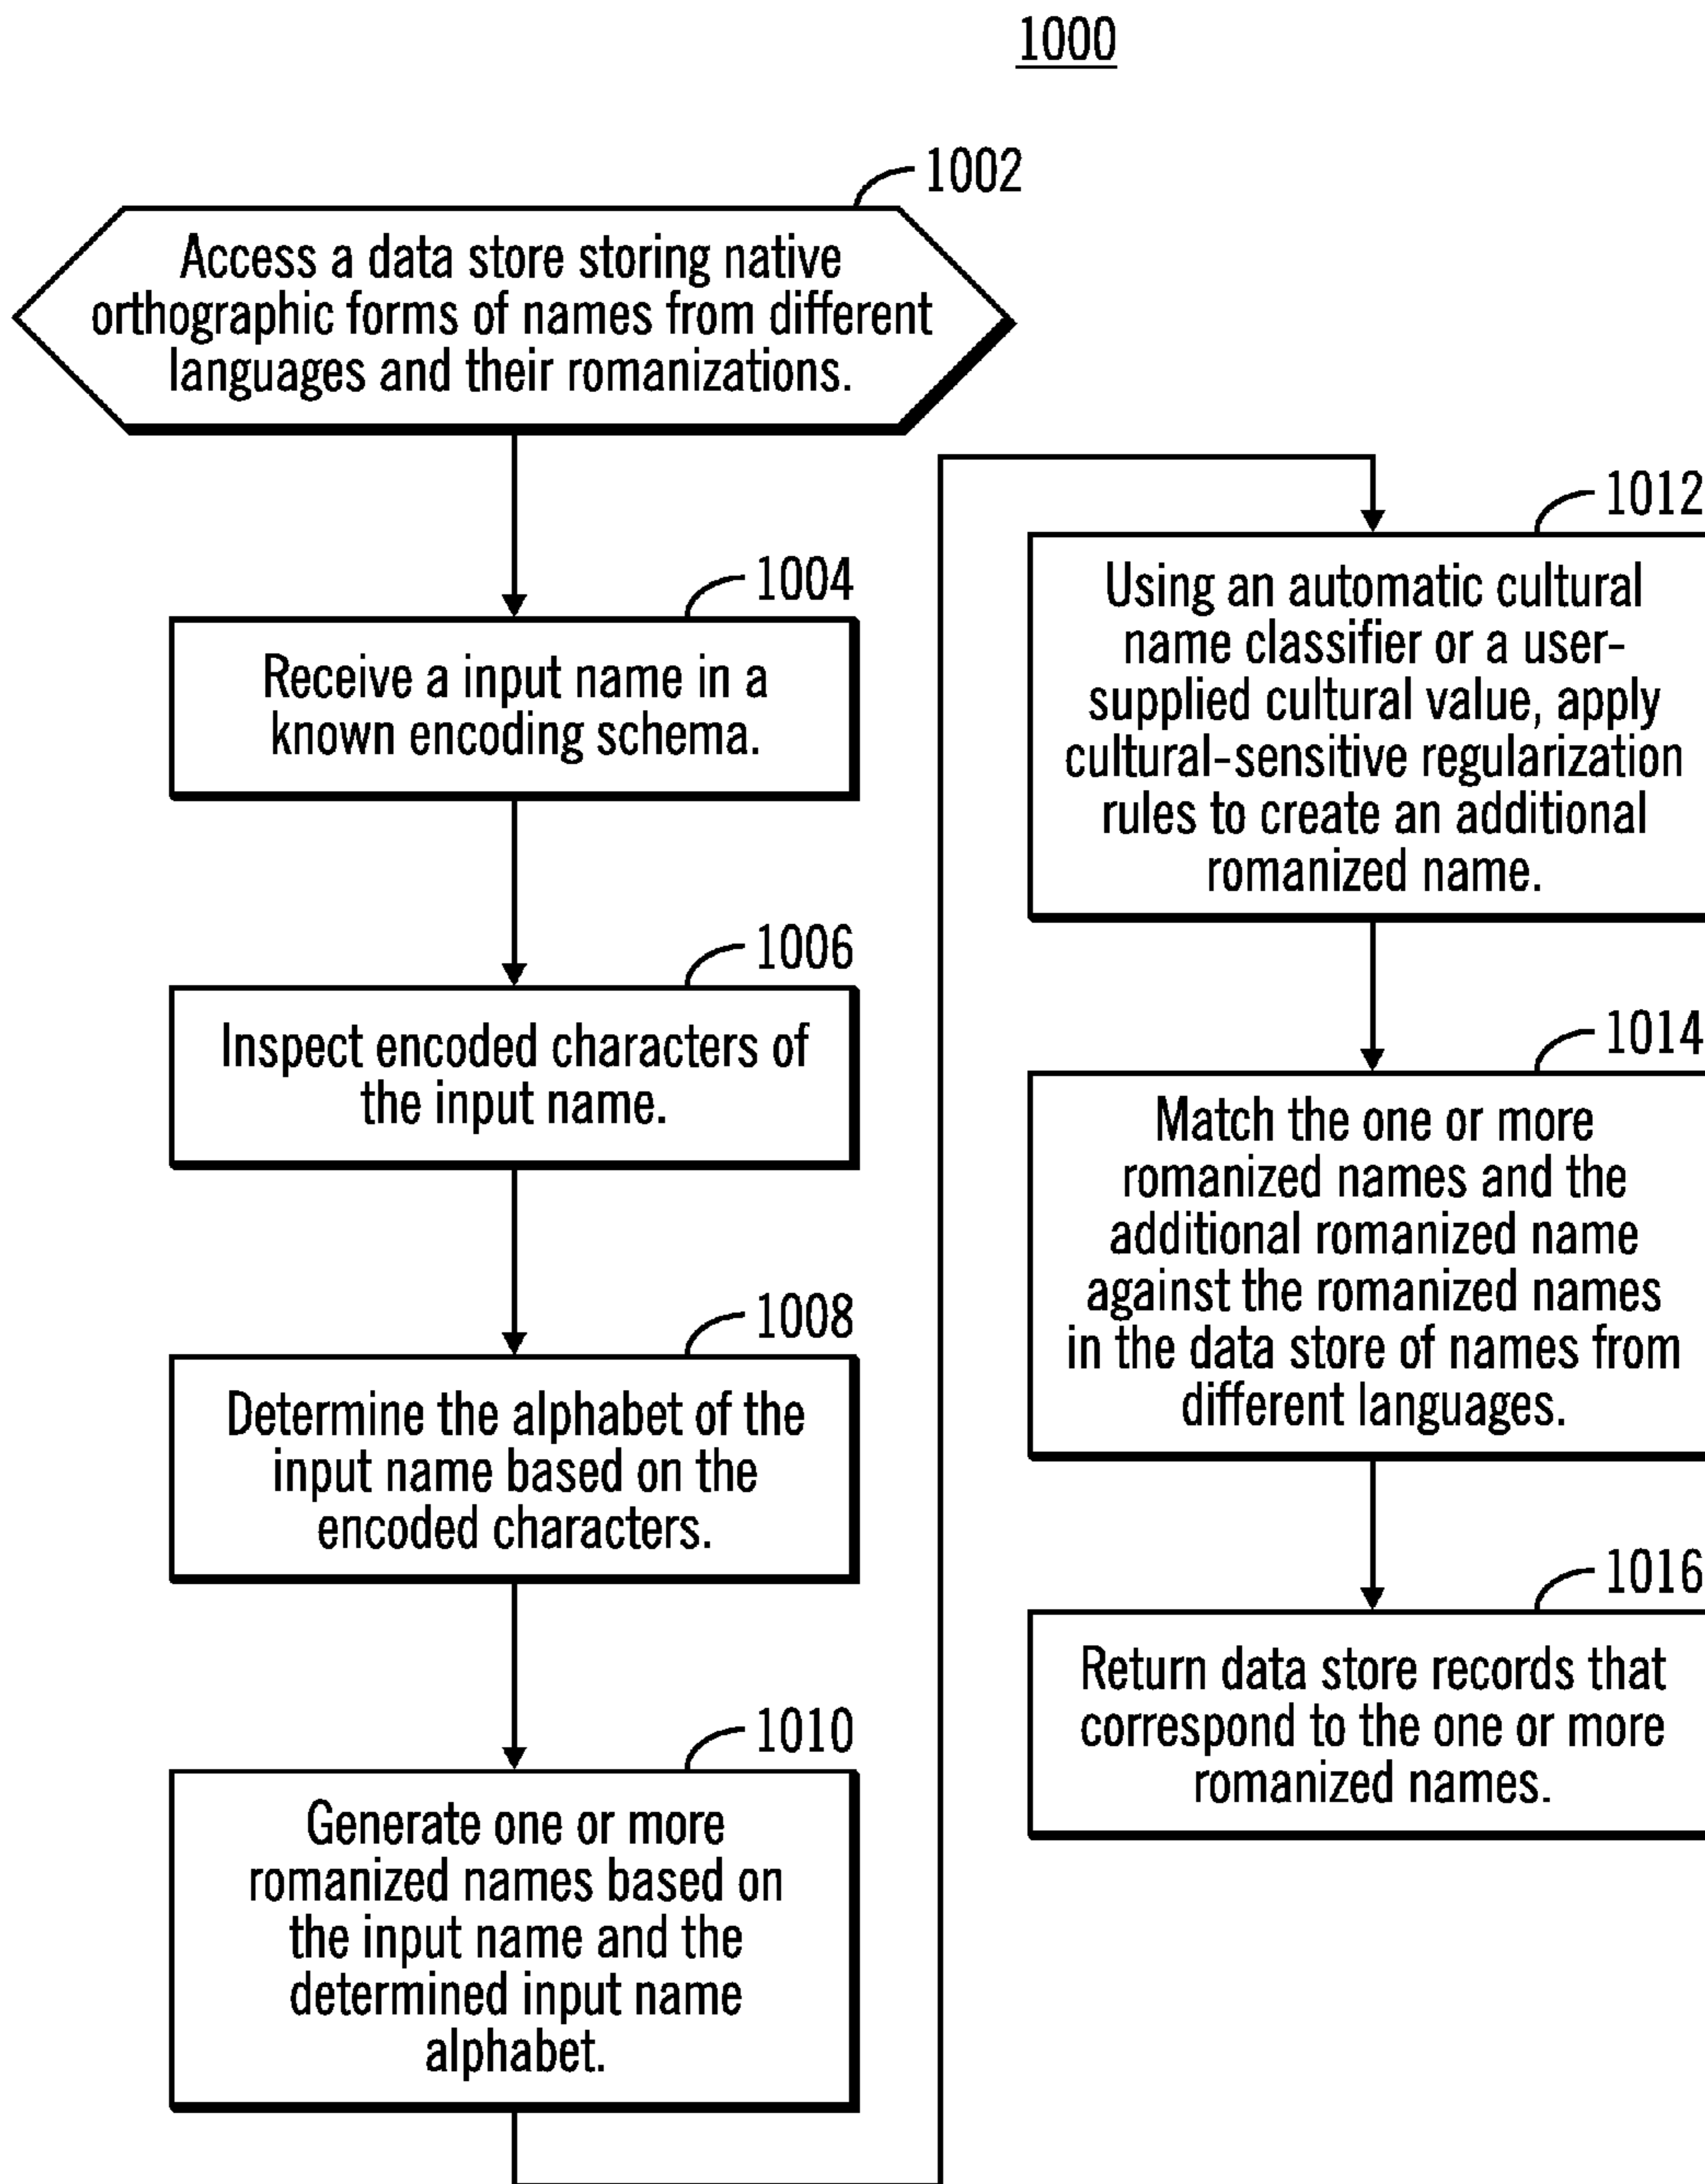 1000
1002
Access a data store storing native
orthographic forms of names from different
languages and their romanizations.
1004
Receive a input name in a
known encoding schema.
1006
Inspect encoded characters of
the input name.
1008
Determine the alphabet of the
input name based on the
encoded characters.
1010
Generate one or more
romanized names based on
the input name and the
determined input name
alphabet.
1012
Using an automatic cultural
name classifier or a user-
supplied cultural value, apply
cultural-sensitive regularization
rules to create an additional
romanized name.
1014
Match the one or more
romanized names and the
additional romanized name
against the romanized names
in the data store of names from
different languages.
1016
Return data store records that
correspond to the one or more
romanized names.